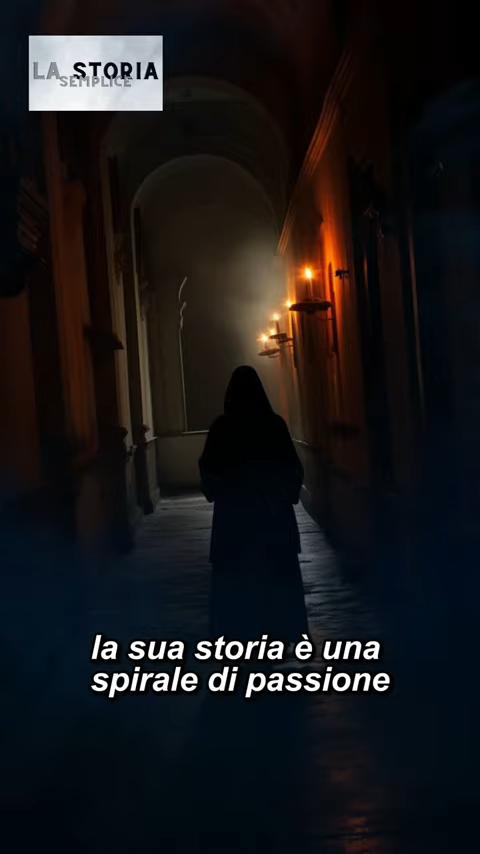 LA STORIA
SEMPLICE
la sua storia è una
spirale di passione